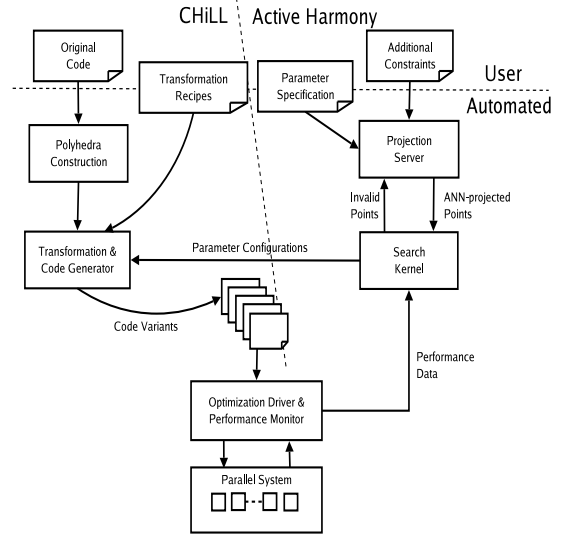 CHiLL
Active Harmony
Original
Code
Transformation
Recipes
Parameter
Specification
Additional
Constraints
User
Automated
Polyhedra
Construction
Projection
Server
Invalid
Points
ANN-projected
Points
Transformation &
Code Generator
Parameter Configurations
Search
Kernel
Code Variants
Performance
Data
Optimization Driver &
Performance Monitor
Parallel System